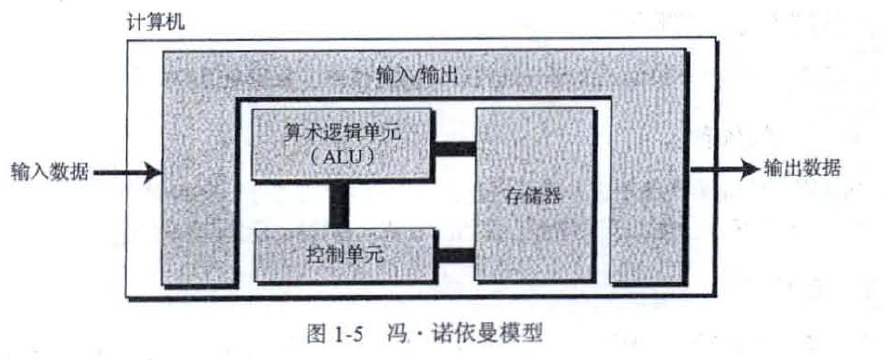 计算机
输入/输出
算术逻辑单元
（ALU）
输入数据
输出数据
存储器
控制单元
图 1-5 冯·诺依曼模型